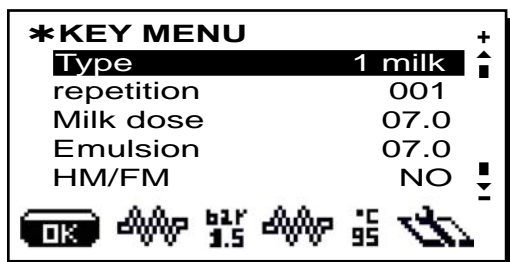 *KEY MENU +
Type 1 milk
repetition 001
Milk dose 07.0
Emulsion 07.0
HM/FM NO
-
OK bar 1.5 °C 95